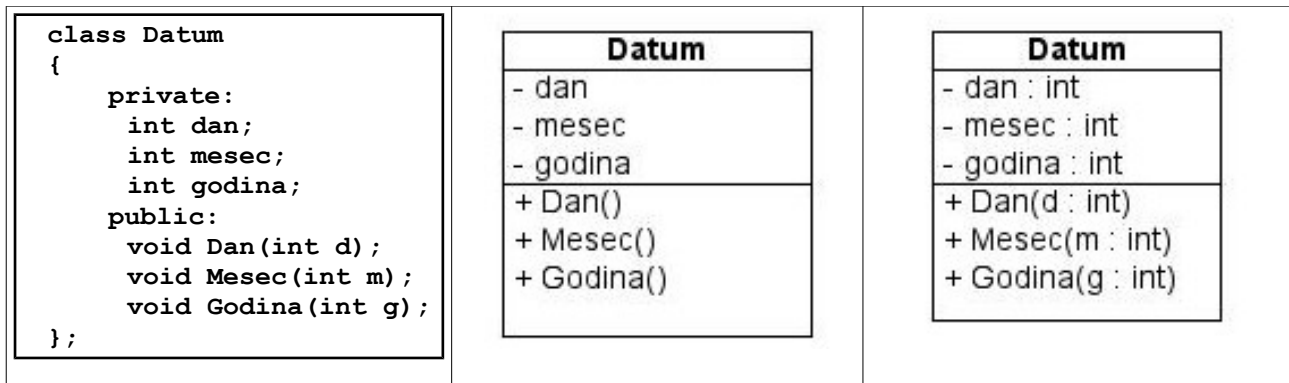 class Datum
{
private:
int dan;
int mesec;
int godina;
public:
void Dan(int d);
void Mesec(int m);
void Godina(int g);
};
Datum
- dan
- mesec
- godina
+ Dan()
+ Mesec()
+ Godina()
Datum
- dan : int
- mesec : int
- godina : int
+ Dan(d : int)
+ Mesec(m : int)
+ Godina(g : int)